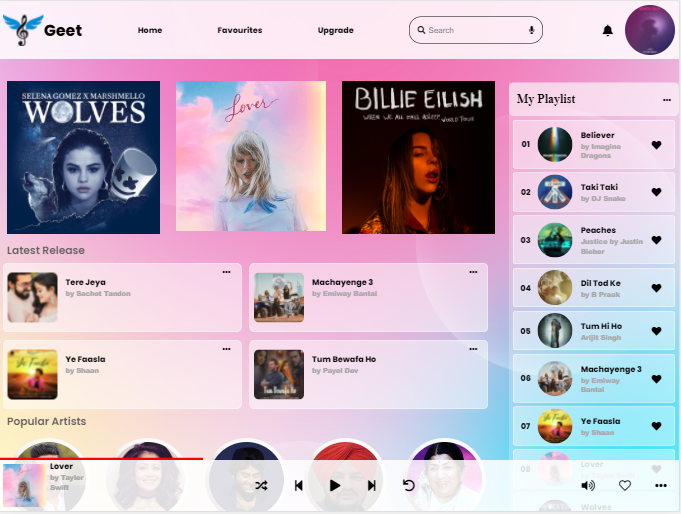 Geet
Home
Favourites
Upgrade
Search
SELENA GOMEZ X MARSHMELLO
WOLVES
Lover
BILLIE EILISH
WHEN WE ALL FALL ASLEEP WORLD TOUR
My Playlist
01
Believer
by Imagine
Dragons
02
Taki Taki
by DJ Snake
03
Peaches
Justice by Justin
Bieber
04
Dil Tod Ke
by B Praak
05
Tum Hi Ho
Arijit Singh
06
Machayenge 3
by Emiway
Bantai
07
Ye Faasla
by Shaan
08
Lover
Wolves
Latest Release
Tere Jeya
by Sachet Tandon
Machayenge 3
by Emiway Bantai
Ye Faasla
by Shaan
Tum Bewafa Ho
by Payel Dev
Popular Artists
Lover
by Tayler
Swift